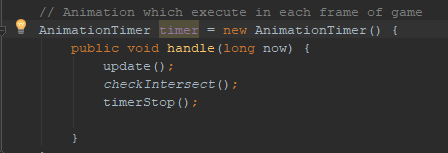 // Animation which execute in each frame of game
AnimationTimer timer = new AnimationTimer() {
public void handle(long now) {
update();
checkIntersect();
timerStop();
}